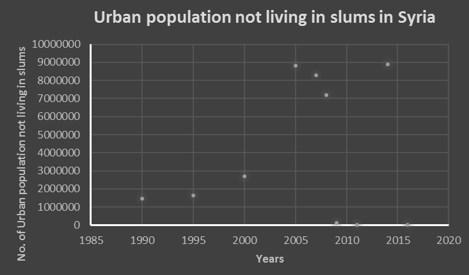 Urban population not living in slums in Syria
No. of Urban population not living in slums
10000000
9000000
8000000
7000000
6000000
5000000
4000000
3000000
2000000
1000000
0
1985 1990 1995 2000 2005 2010 2015 2020
Years